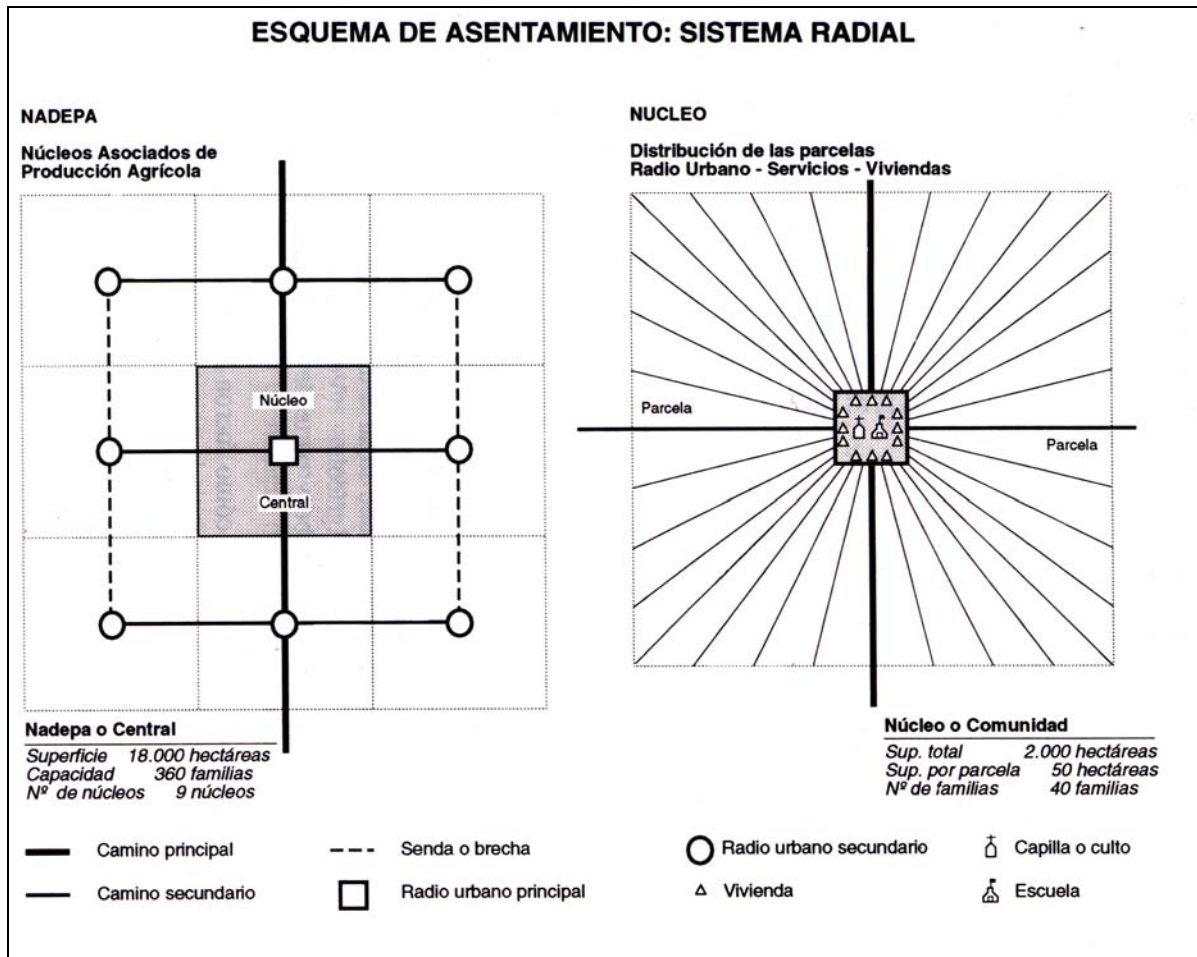 ESQUEMA DE ASENTAMIENTO: SISTEMA RADIAL
NADEPA
Núcleos Asociados de
Producción Agrícola
Núcleo
Central
Nadepa o Central
Superficie 18.000 hectáreas
Capacidad 360 familias
Nº de núcleos 9 núcleos
NUCLEO
Distribución de las parcelas
Radio Urbano - Servicios - Viviendas
Parcela
Parcela
Núcleo o Comunidad
Sup. total 2.000 hectáreas
Sup. por parcela 50 hectáreas
Nº de familias 40 familias
Camino principal
Senda o brecha
Radio urbano secundario
Capilla o culto
Camino secundario
Radio urbano principal
Vivienda
Escuela